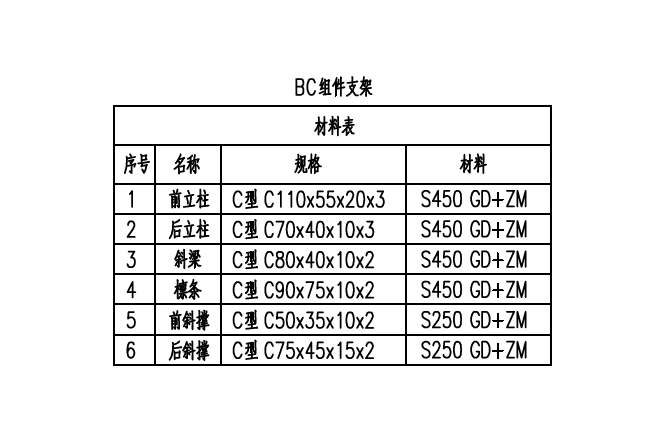 BC组件支架
材料表
序号 名称 规格 材料
1 前立柱 C型 C110x55x20x3 S450 GD+ZM
2 后立柱 C型 C70x40x10x3 S450 GD+ZM
3 斜梁 C型 C80x40x10x2 S450 GD+ZM
4 檩条 C型 C90x75x10x2 S450 GD+ZM
5 前斜撑 C型 C50x35x10x2 S250 GD+ZM
6 后斜撑 C型 C75x45x15x2 S250 GD+ZM